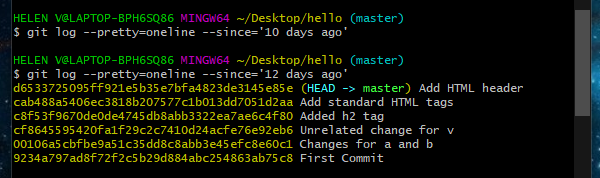 HELEN V@LAPTOP-BPH6SQ86 MINGW64 ~/Desktop/hello (master)
$ git log --pretty=oneline --since='10 days ago'
HELEN V@LAPTOP-BPH6SQ86 MINGW64 ~/Desktop/hello (master)
$ git log --pretty=oneline --since='12 days ago'
d6533725095ff921e5b35e7bfa4823de3145e85e (HEAD -> master) Add HTML header
cab488a5406ec3818b207577c1b013dd7051d2aa Add standard HTML tags
c8f53f9670de0de4745db8abb3322ea7ae6c4f80 Added h2 tag
cf8645595420fa1f29c2c7410d24acfe76e92eb6 Unrelated change for v
00106a5cbfbe9a51c35dd8c8abb3e45efc8e60c1 Changes for a and b
9234a797ad8f72f2c5b29d884abc254863ab75c8 First Commit